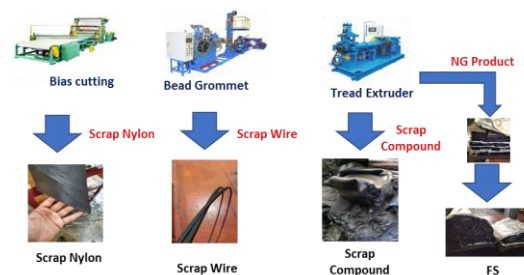 Bias cutting
Bead Grommet
Tread Extruder
NG Product
Scrap Nylon
Scrap Wire
Scrap
Compound
Scrap Nylon
Scrap Wire
Scrap
Compound
FS